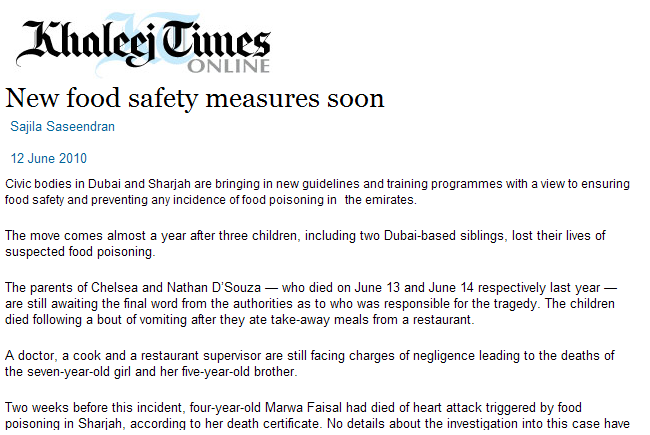 Khaleej Times
ONLINE
New food safety measures soon
Sajila Saseendran
12 June 2010
Civic bodies in Dubai and Sharjah are bringing in new guidelines and training programmes with a view to ensuring
food safety and preventing any incidence of food poisoning in the emirates.
The move comes almost a year after three children, including two Dubai-based siblings, lost their lives of
suspected food poisoning.
The parents of Chelsea and Nathan D’Souza — who died on June 13 and June 14 respectively last year —
are still awaiting the final word from the authorities as to who was responsible for the tragedy. The children
died following a bout of vomiting after they ate take-away meals from a restaurant.
A doctor, a cook and a restaurant supervisor are still facing charges of negligence leading to the deaths of
the seven-year-old girl and her five-year-old brother.
Two weeks before this incident, four-year-old Marwa Faisal had died of heart attack triggered by food
poisoning in Sharjah, according to her death certificate. No details about the investigation into this case have